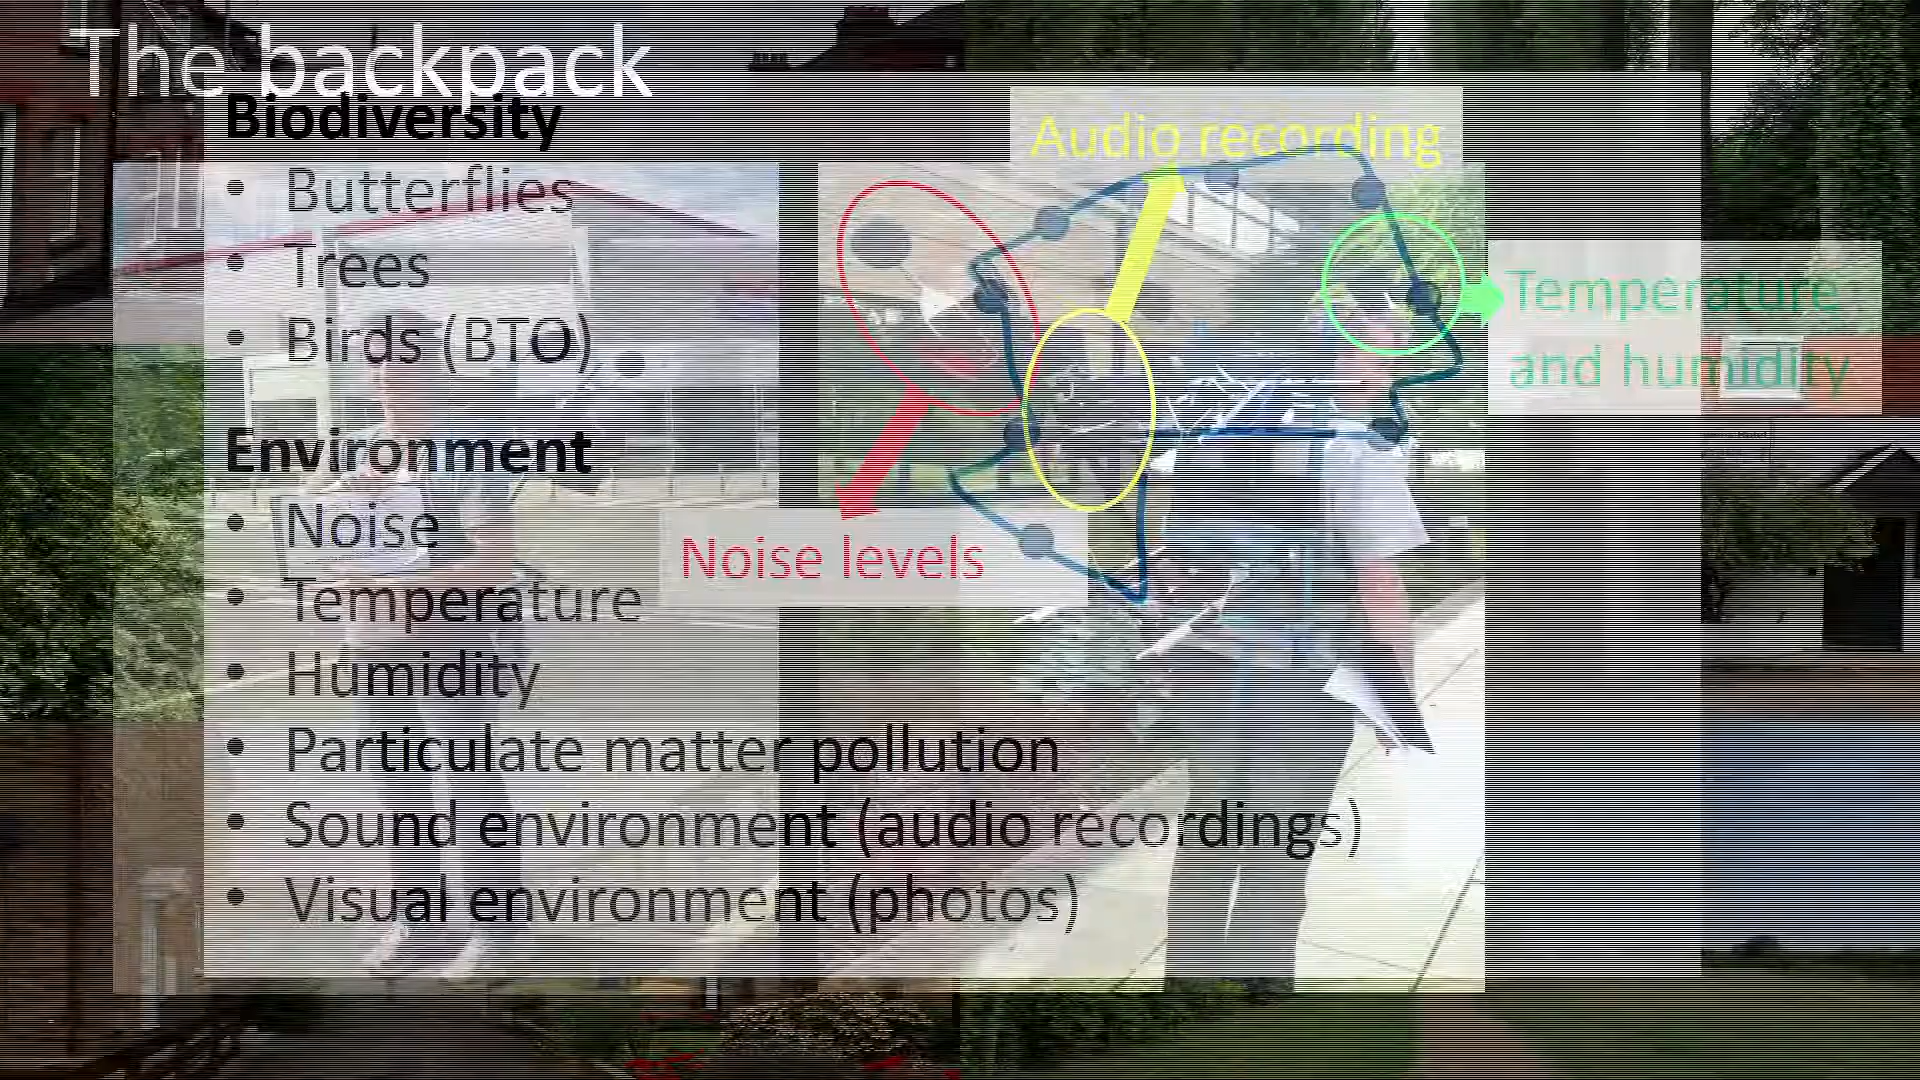 The backpack
Biodiversity
• Butterflies
• Trees
• Birds (BTO)
Environment
• Noise
• Temperature
• Humidity
• Particulate matter pollution
• Sound environment (audio recordings)
• Visual environment (photos)
Audio recording
Temperature
and humidity
Noise levels